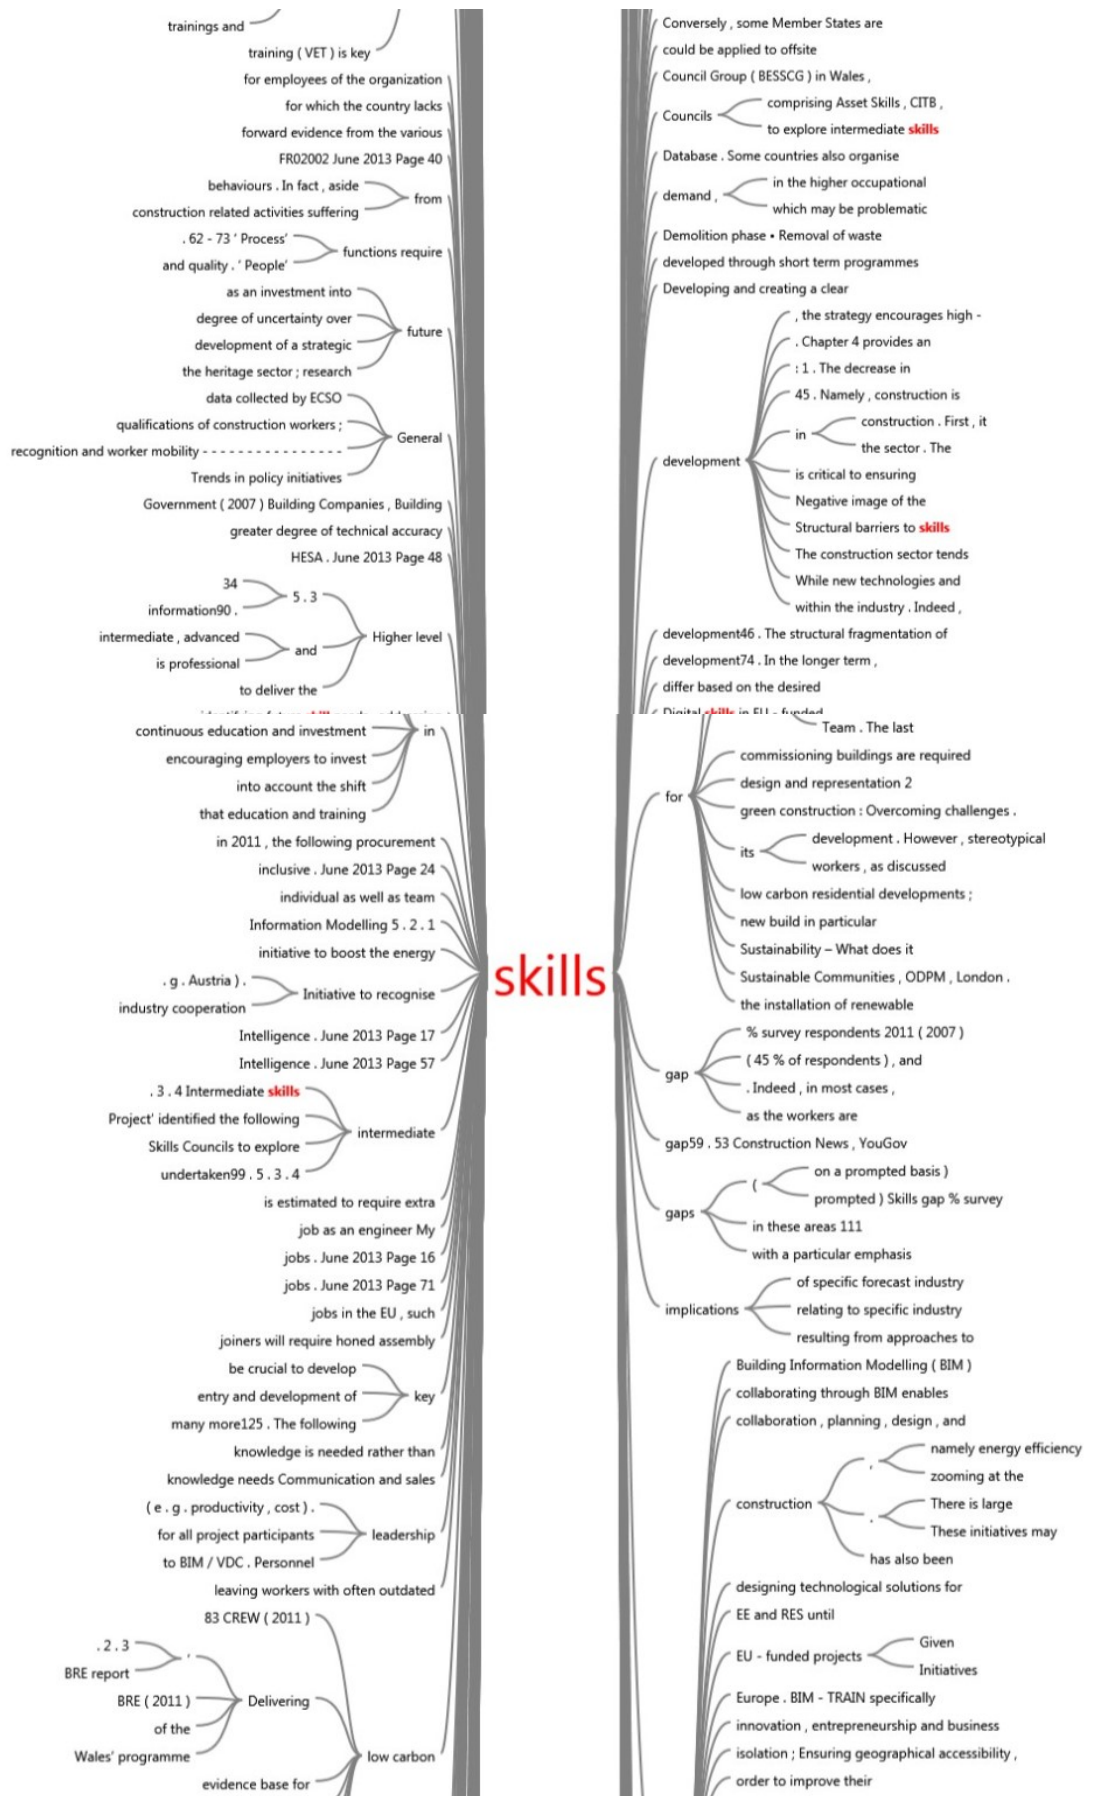 trainings and
training ( VET ) is key
for employees of the organization
for which the country lacks
forward evidence from the various
FR02002 June 2013 Page 40
behaviours . In fact , aside
construction related activities suffering
from
. 62 - 73 ' Process'
and quality . ' People'
functions require
as an investment into
degree of uncertainty over
development of a strategic
the heritage sector ; research
future
data collected by ECSO
qualifications of construction workers ;
recognition and worker mobility - - - - - - - - - - - - - - - -
Trends in policy initiatives
General
Government ( 2007 ) Building Companies , Building
greater degree of technical accuracy
HESA . June 2013 Page 48
34
information90 .
5 . 3
intermediate , advanced
is professional
and
to deliver the
Higher level
continuous education and investment
encouraging employers to invest
into account the shift
that education and training
in
in 2011 , the following procurement
inclusive . June 2013 Page 24
individual as well as team
Information Modelling 5 . 2 . 1
initiative to boost the energy
. g . Austria ) .
industry cooperation
Initiative to recognise
Intelligence . June 2013 Page 17
Intelligence . June 2013 Page 57
. 3 . 4 Intermediate skills
Project' identified the following
Skills Councils to explore
undertaken99 . 5 . 3 . 4
intermediate
is estimated to require extra
job as an engineer My
jobs . June 2013 Page 16
jobs . June 2013 Page 71
jobs in the EU , such
joiners will require honed assembly
be crucial to develop
entry and development of
many more125 . The following
key
knowledge is needed rather than
knowledge needs Communication and sales
( e . g . productivity , cost ) .
for all project participants
to BIM / VDC . Personnel
leadership
leaving workers with often outdated
83 CREW ( 2011 )
. 2 . 3
BRE report
.
BRE ( 2011 )
of the
Wales' programme
Delivering
evidence base for
low carbon
skills
Conversely , some Member States are
could be applied to offsite
Council Group ( BESSCG ) in Wales ,
Councils
comprising Asset Skills , CITB ,
to explore intermediate skills
Database . Some countries also organise
demand ,
in the higher occupational
which may be problematic
Demolition phase • Removal of waste
developed through short term programmes
Developing and creating a clear
development
, the strategy encourages high -
. Chapter 4 provides an
: 1 . The decrease in
45 . Namely , construction is
in
construction . First , it
the sector . The
is critical to ensuring
Negative image of the
Structural barriers to skills
The construction sector tends
While new technologies and
within the industry . Indeed ,
development46 . The structural fragmentation of
development74 . In the longer term ,
differ based on the desired
Digital skills in EU - funded
Team . The last
for
commissioning buildings are required
design and representation 2
green construction : Overcoming challenges .
its
development . However , stereotypical
workers , as discussed
low carbon residential developments ;
new build in particular
Sustainability – What does it
Sustainable Communities , ODPM , London .
the installation of renewable
gap
% survey respondents 2011 ( 2007 )
( 45 % of respondents ) , and
. Indeed , in most cases ,
as the workers are
gap59 . 53 Construction News , YouGov
gaps
(
on a prompted basis )
prompted ) Skills gap % survey
in these areas 111
with a particular emphasis
implications
of specific forecast industry
relating to specific industry
resulting from approaches to
Building Information Modelling ( BIM )
collaborating through BIM enables
collaboration , planning , design , and
construction
,
namely energy efficiency
zooming at the
.
There is large
These initiatives may
has also been
designing technological solutions for
EE and RES until
EU - funded projects
Given
Initiatives
Europe . BIM - TRAIN specifically
innovation , entrepreneurship and business
isolation ; Ensuring geographical accessibility ,
order to improve their